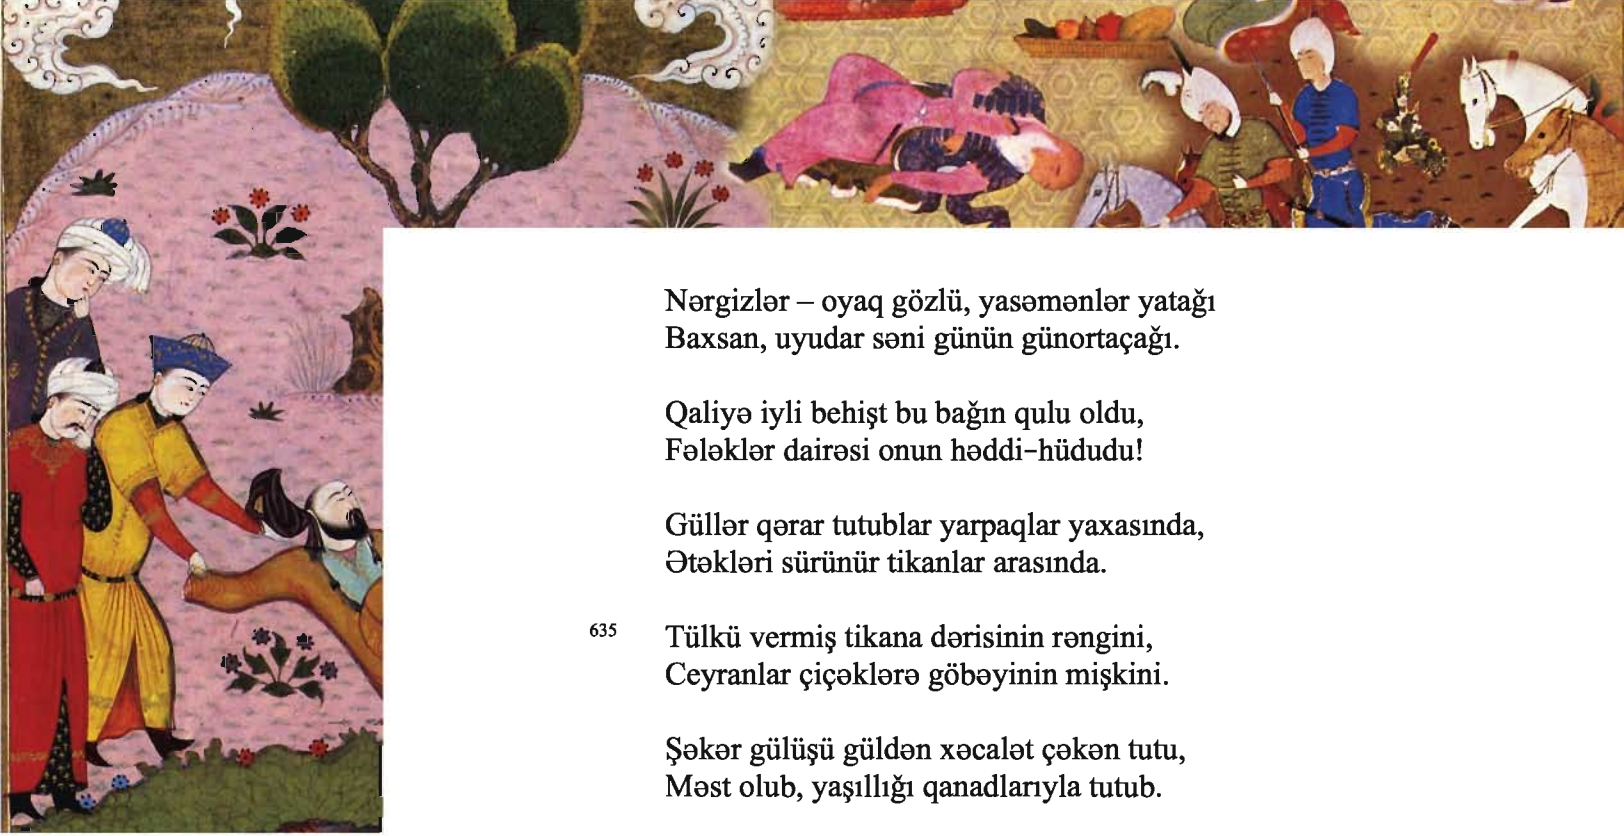 Nərgizlər – oyaq gözlü, yasəmənlər yatağı
Baxsan, uyudar səni günün günortaçağı.
Qaliyə iyli behişt bu bağın qulu oldu,
Fələklər dairəsi onun həddi-hüdudu!
Güllər qərar tutublar yarpaqlar yaxasında,
Ətəkləri sürünür tikanlar arasında.
635 Tülkü vermiş tikana dərisinin rəngini,
Ceyranlar çiçəklərə göbəyinin mişkini.
Şəkər gülüşü güldən xəcalət çəkən tutu,
Məst olub, yaşıllığı qanadlarıyla tutub.